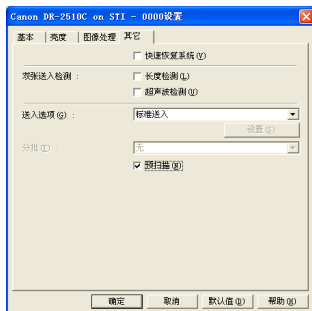 Canon DR-2510C on STI - 0000设置
基本 亮度 图像处理 其它
快速恢复系统(Y)
双张送入检测 : 长度检测(L)
超声波检测(U)
送入选项(G) : 标准送入
设置(S)
分批(T) : 无
预扫描(R)
确定 取消 默认值(D) 帮助(H)